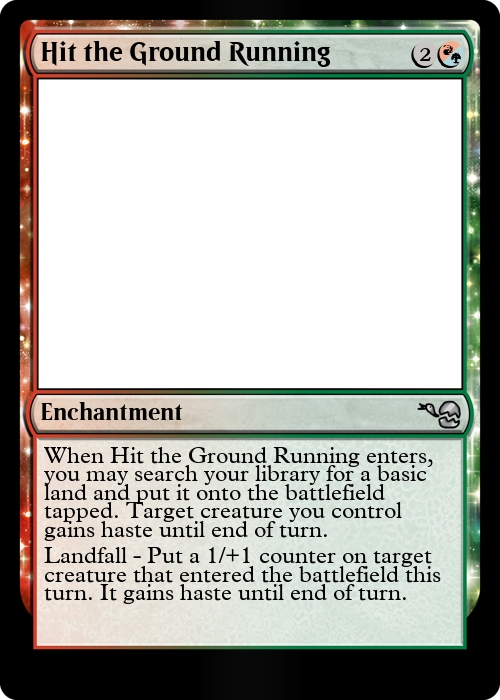 Hit the Ground Running 2
Enchantment
When Hit the Ground Running enters,
you may search your library for a basic
land and put it onto the battlefield
tapped. Target creature you control
gains haste until end of turn.
Landfall - Put a 1/+1 counter on target
creature that entered the battlefield this
turn. It gains haste until end of turn.